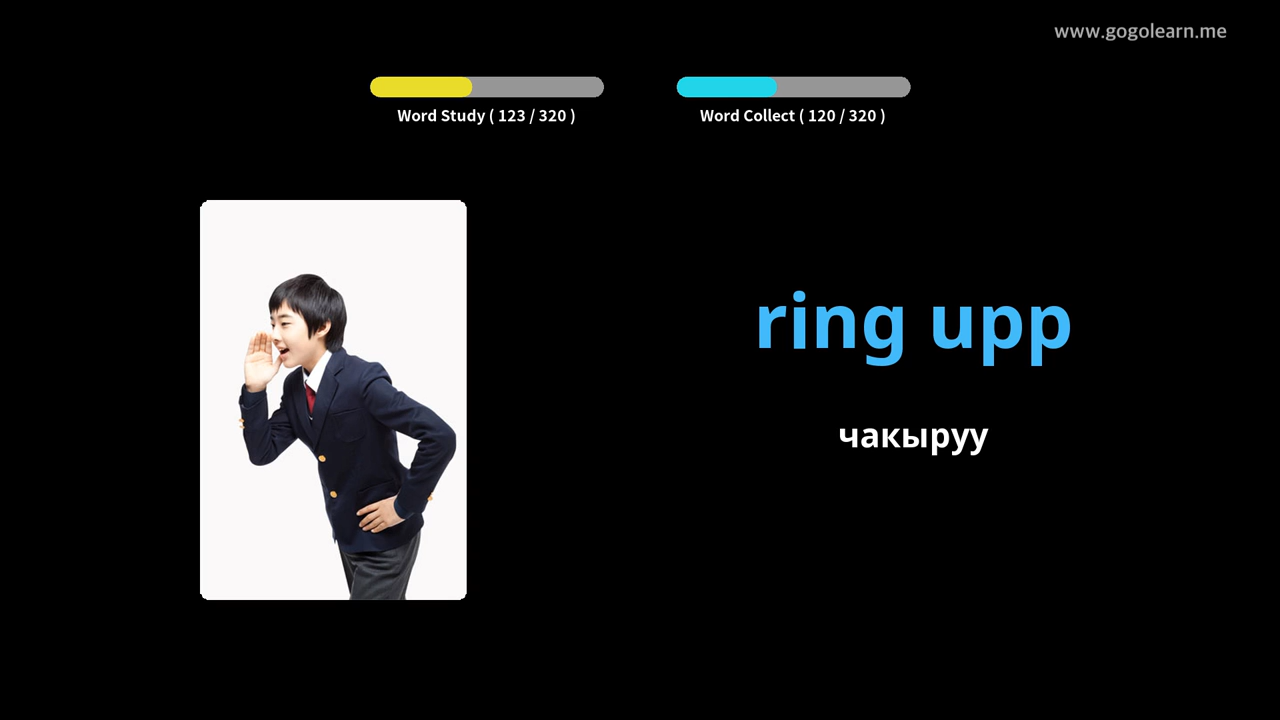 www.gogolearn.me
Word Study ( 123 / 320 )
Word Collect ( 120 / 320 )
ring upp
чакыруу